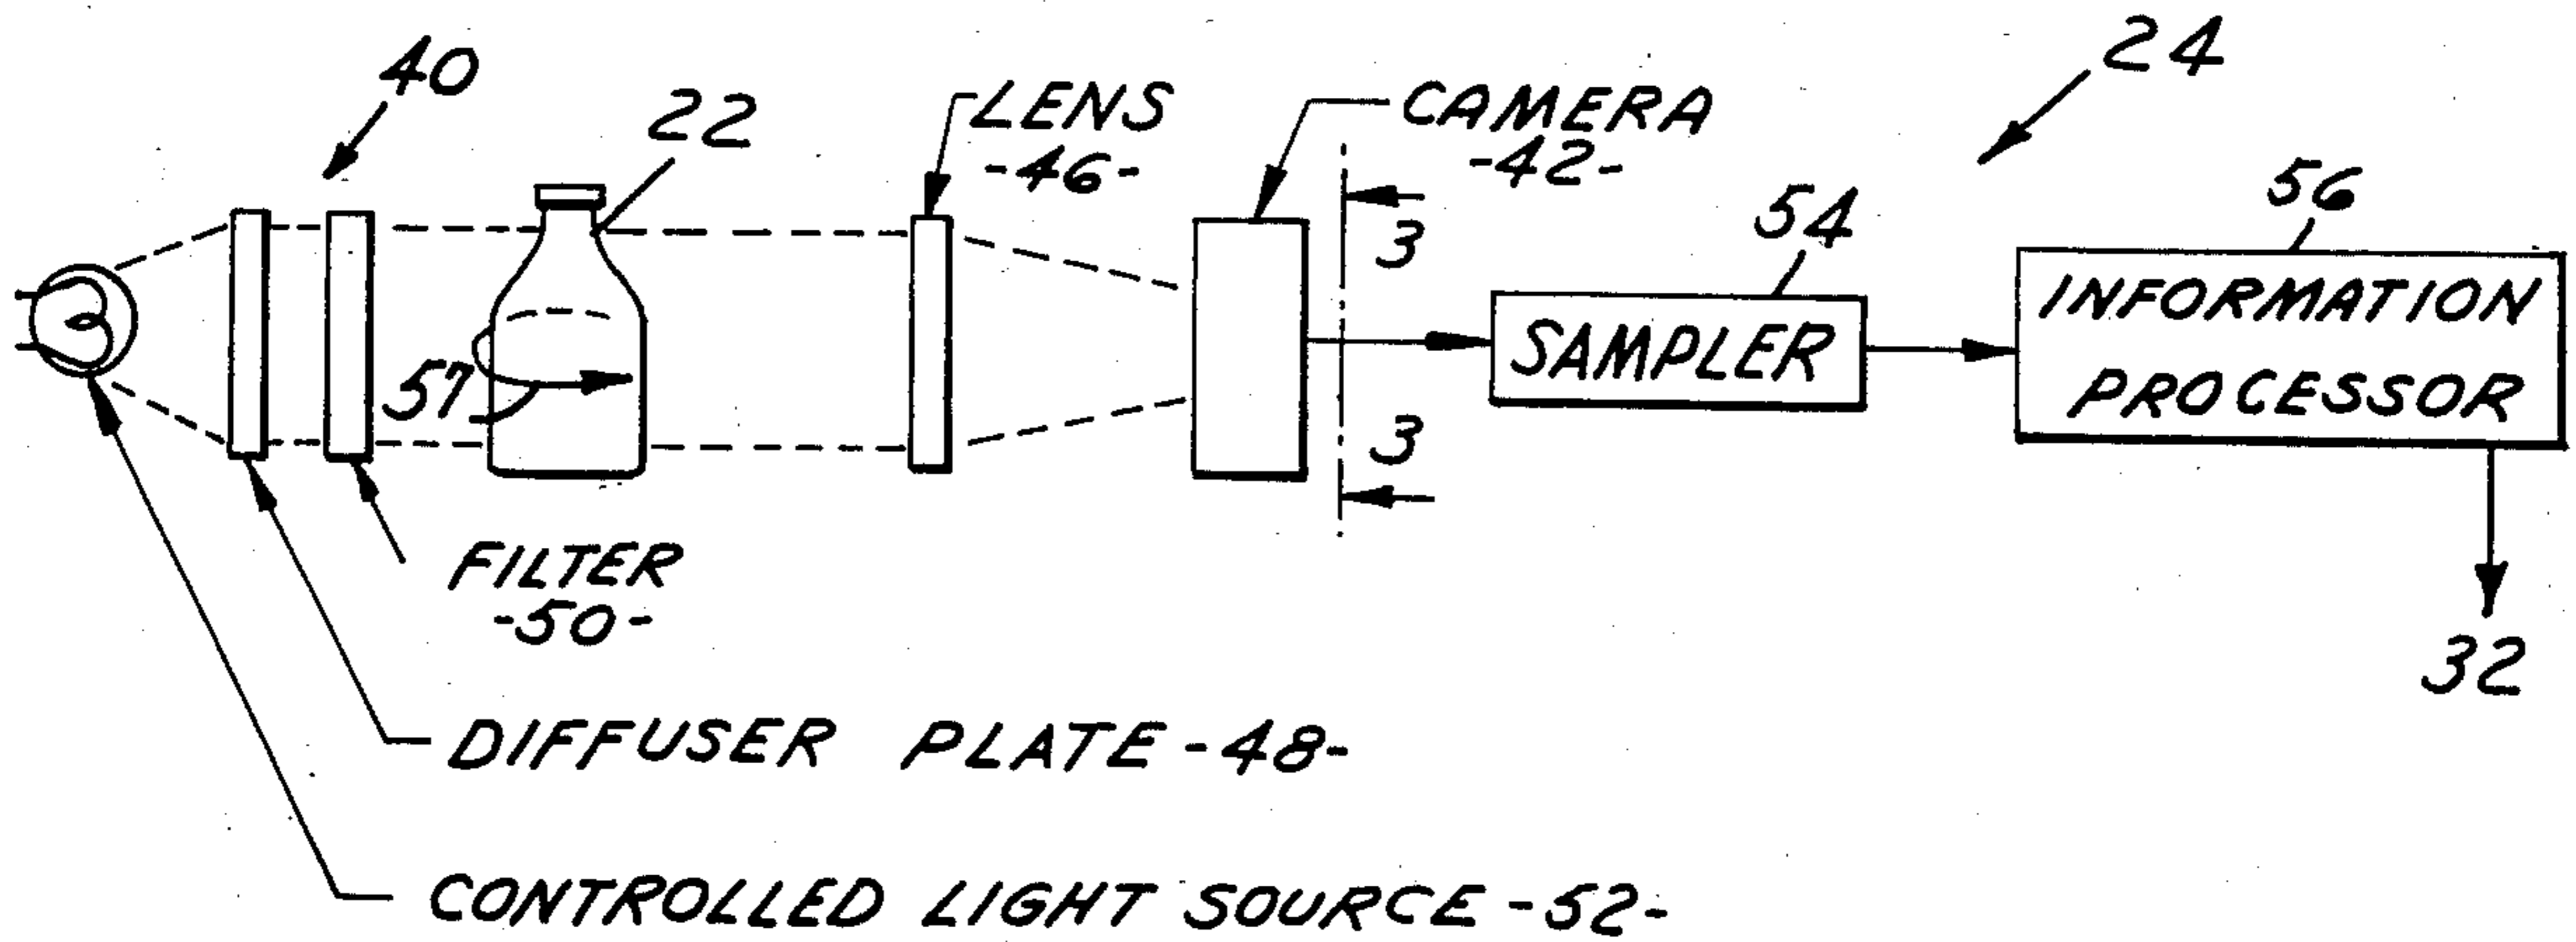 40
22
LENS
-46-
CAMERA
-42-
24
3
54
56
SAMPLER
INFORMATION
PROCESSOR
57
3
FILTER
-50-
32
DIFFUSER PLATE -48-
CONTROLLED LIGHT SOURCE -52-